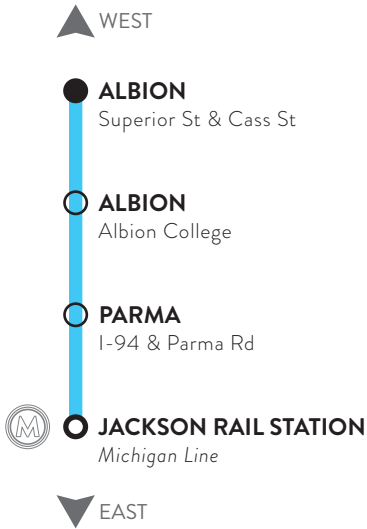 WEST
ALBION
Superior St & Cass St
ALBION
Albion College
PARMA
I-94 & Parma Rd
M
JACKSON RAIL STATION
Michigan Line
EAST